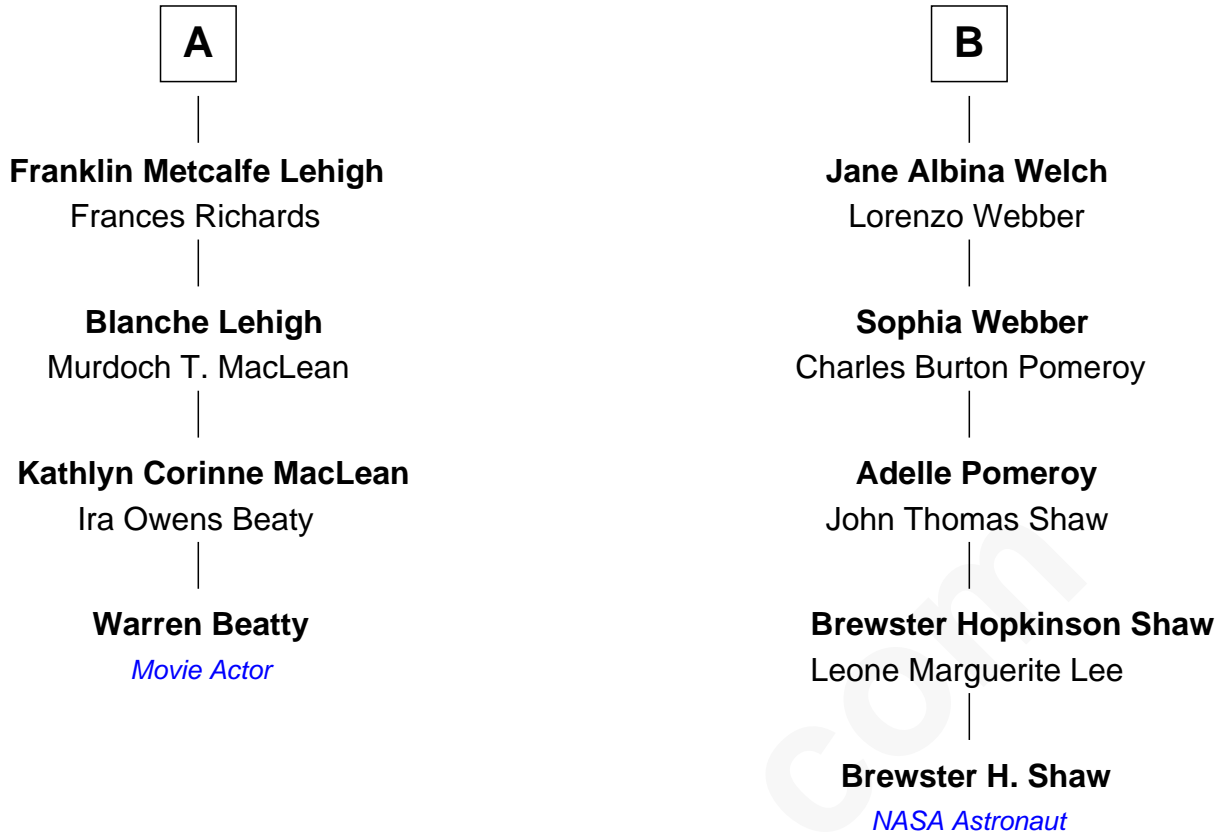 A
Franklin Metcalfe Lehigh
Frances Richards
Blanche Lehigh
Murdoch T. MacLean
Kathlyn Corinne MacLean
Ira Owens Beaty
Warren Beatty
Movie Actor
B
Jane Albina Welch
Lorenzo Webber
Sophia Webber
Charles Burton Pomeroy
Adelle Pomeroy
John Thomas Shaw
Brewster Hopkinson Shaw
Leone Marguerite Lee
Brewster H. Shaw
NASA Astronaut
com